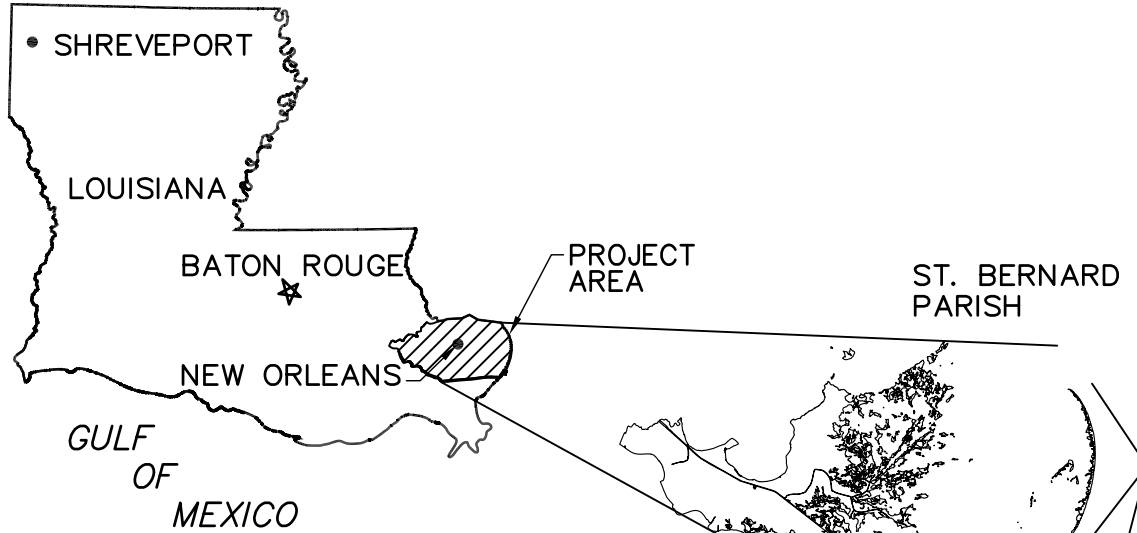 SHREVEPORT
LOUISIANA
BATON ROUGE
PROJECT
AREA
ST. BERNARD
PARISH
NEW ORLEANS
GULF
OF
MEXICO